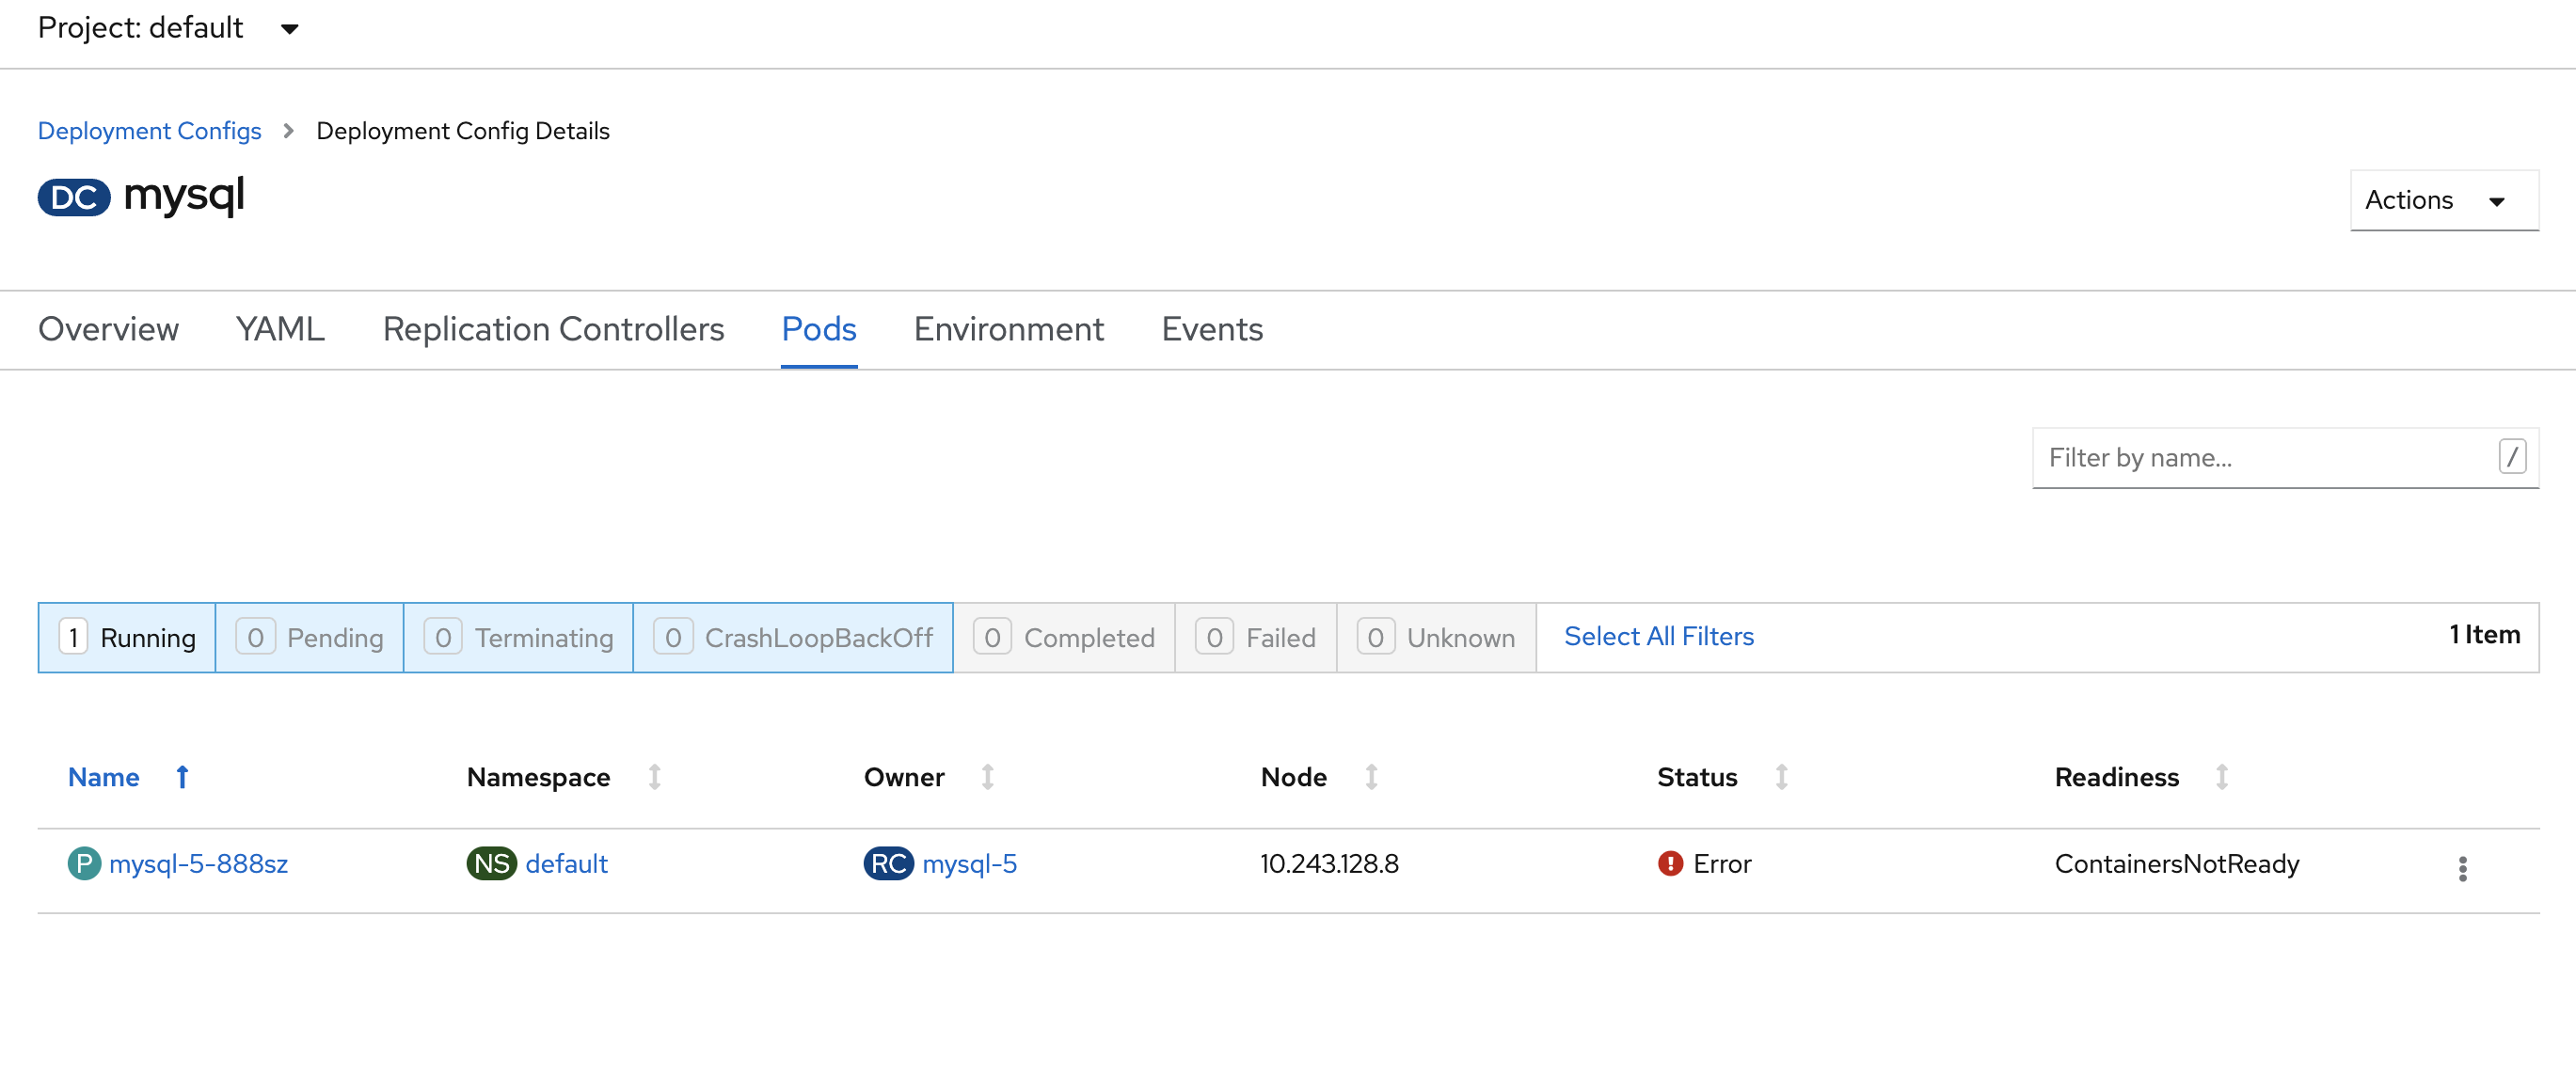 Project: default
Deployment Configs > Deployment Config Details
DC mysql
Actions
Overview YAML Replication Controllers Pods Environment Events
Filter by name... /
1 Running 0 Pending 0 Terminating 0 CrashLoopBackOff 0 Completed 0 Failed 0 Unknown Select All Filters 1 Item
Name Namespace Owner Node Status Readiness
P mysql-5-888sz NS default RC mysql-5 10.243.128.8 Error ContainersNotReady